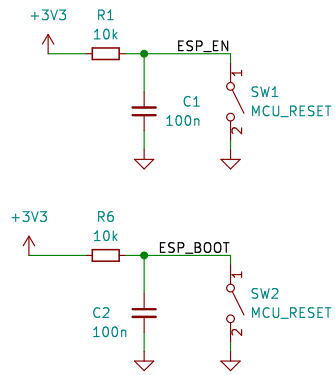 +3V3
R1
10k
ESP_EN
C1
100n
1
SW1
MCU_RESET
2
+3V3
R6
10k
ESP_BOOT
C2
100n
1
SW2
MCU_RESET
2